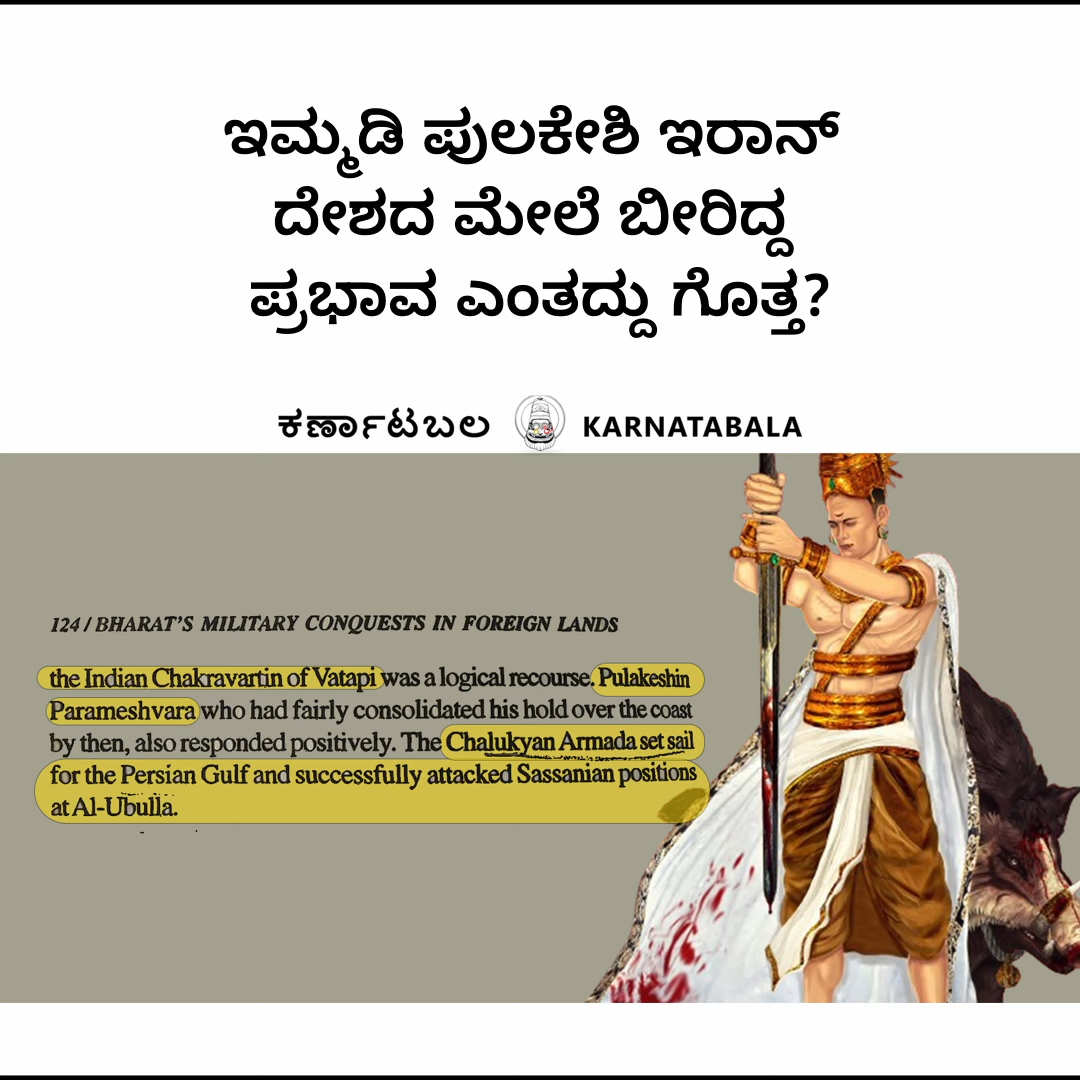 ಇಮ್ಮಡಿ ಪುಲಕೇಶಿ ಇರಾನ್
ದೇಶದ ಮೇಲೆ ಬೀರಿದ್ದ
ಪ್ರಭಾವ ಎಂತದ್ದು ಗೊತ್ತ?
ಕರ್ಣಾಟಬಲ KARNATABALA
124 / BHARAT'S MILITARY CONQUESTS IN FOREIGN LANDS
the Indian Chakravartin of Vatapi was a logical recourse. Pulakeshin
Parameshvara who had fairly consolidated his hold over the coast
by then, also responded positively. The Chalukyan Armada set sail
for the Persian Gulf and successfully attacked Sassanian positions
at Al-Ubulla.